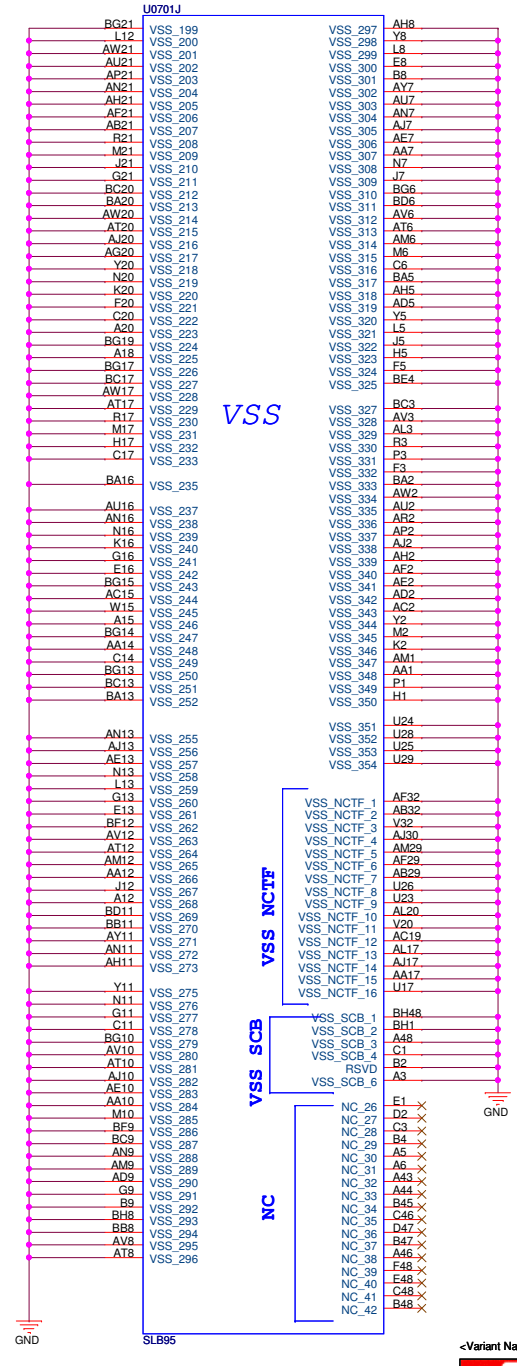 U0701J
BG21 VSS_199 VSS_297 AH8
L12 VSS_200 VSS_298 Y8
AW21 VSS_201 VSS_299 L8
AU21 VSS_202 VSS_300 E8
AP21 VSS_203 VSS_301 B8
AN21 VSS_204 VSS_302 AY7
AH21 VSS_205 VSS_303 AU7
AF21 VSS_206 VSS_304 AN7
AB21 VSS_207 VSS_305 AJ7
R21 VSS_208 VSS_306 AE7
M21 VSS_209 VSS_307 AA7
J21 VSS_210 VSS_308 N7
G21 VSS_211 VSS_309 J7
BC20 VSS_212 VSS_310 BG6
BA20 VSS_213 VSS_311 BD6
AW20 VSS_214 VSS_312 AV6
AT20 VSS_215 VSS_313 AT6
AJ20 VSS_216 VSS_314 AM6
AG20 VSS_217 VSS_315 M6
Y20 VSS_218 VSS_316 C6
N20 VSS_219 VSS_317 BA5
K20 VSS_220 VSS_318 AH5
F20 VSS_221 VSS_319 AD5
C20 VSS_222 VSS_320 Y5
A20 VSS_223 VSS_321 L5
BG19 VSS_224 VSS_322 J5
A18 VSS_225 VSS_323 H5
BG17 VSS_226 VSS_324 F5
BC17 VSS_227 VSS_325 BE4
AW17 VSS_228
AT17 VSS_229 VSS_327 BC3
VSS
R17 VSS_230 VSS_328 AV3
M17 VSS_231 VSS_329 AL3
H17 VSS_232 VSS_330 R3
C17 VSS_233 VSS_331 P3
VSS_332 F3
BA16 VSS_235 VSS_333 BA2
VSS_334 AW2
AU16 VSS_237 VSS_335 AU2
AN16 VSS_238 VSS_336 AR2
N16 VSS_239 VSS_337 AP2
K16 VSS_240 VSS_338 AJ2
G16 VSS_241 VSS_339 AH2
E16 VSS_242 VSS_340 AF2
BG15 VSS_243 VSS_341 AE2
AC15 VSS_244 VSS_342 AD2
W15 VSS_245 VSS_343 AC2
A15 VSS_246 VSS_344 Y2
BG14 VSS_247 VSS_345 M2
AA14 VSS_248 VSS_346 K2
C14 VSS_249 VSS_347 AM1
BG13 VSS_250 VSS_348 AA1
BC13 VSS_251 VSS_349 P1
BA13 VSS_252 VSS_350 H1
VSS_351 U24
AN13 VSS_255 VSS_352 U28
AJ13 VSS_256 VSS_353 U25
AE13 VSS_257 VSS_354 U29
N13 VSS_258
L13 VSS_259
G13 VSS_260 VSS_NCTF_1 AF32
E13 VSS_261 VSS_NCTF_2 AB32
BF12 VSS_262 VSS_NCTF_3 V32
AV12 VSS_263 VSS_NCTF_4 AJ30
AT12 VSS_264 VSS_NCTF_5 AM29
AM12 VSS_265 VSS_NCTF_6 AF29
AA12 VSS_266 VSS_NCTF_7 AB29
J12 VSS_267 VSS_NCTF_8 U26
A12 VSS_268 VSS_NCTF_9 U23
BD11 VSS_269 VSS_NCTF_10 AL20
BB11 VSS_270 VSS_NCTF_11 V20
AY11 VSS_271 VSS_NCTF_12 AC19
AN11 VSS_272 VSS_NCTF_13 AL17
AH11 VSS_273 VSS_NCTF_14 AJ17
VSS_NCTF_15 AA17
Y11 VSS_275 VSS_NCTF_16 U17
VSS NCTF
N11 VSS_276
G11 VSS_277 VSS_SCB_1 BH48
C11 VSS_278 VSS_SCB_2 BH1
BG10 VSS_279 VSS_SCB_3 A48
AV10 VSS_280 VSS_SCB_4 C1
AT10 VSS_281 RSVD B2
AJ10 VSS_282 VSS_SCB_6 A3
VSS SCB
AE10 VSS_283
AA10 VSS_284 NC_26 E1
M10 VSS_285 NC_27 D2
BF9 VSS_286 NC_28 C3
BC9 VSS_287 NC_29 B4
AN9 VSS_288 NC_30 A5
AM9 VSS_289 NC_31 A6
AD9 VSS_290 NC_32 A43
G9 VSS_291 NC_33 A44
B9 VSS_292 NC_34 B45
BH8 VSS_293 NC_35 C46
BB8 VSS_294 NC_36 D47
AV8 VSS_295 NC_37 B47
AT8 VSS_296 NC_38 A46
NC_39 F48
NC_40 E48
NC_41 C48
NC_42 B48
NC
GND
GND
SLB95
<Variant Na